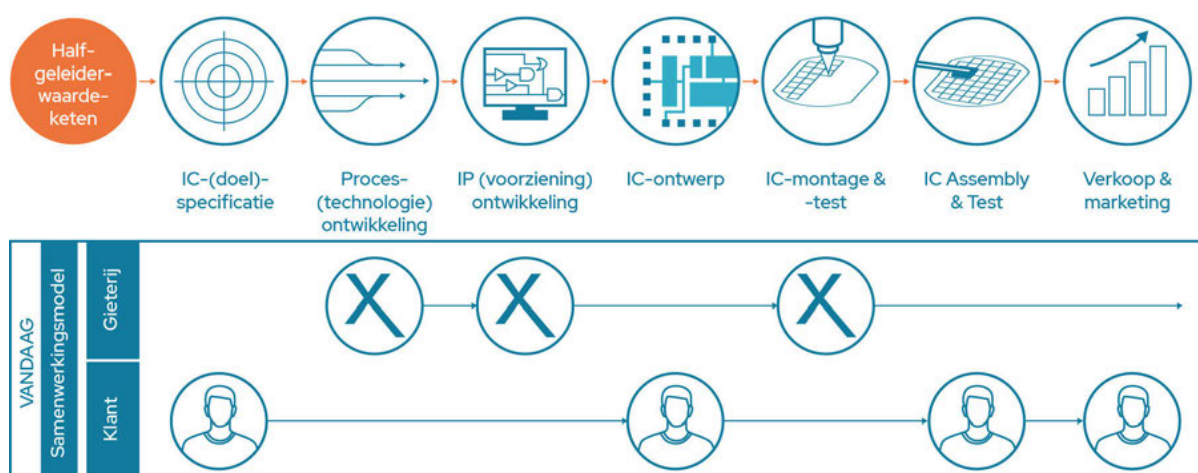 Half-
geleider-
waarde-
keten
IC-(doel)-
specificatie
Proces-
(technologie)
ontwikkeling
IP (voorziening)
ontwikkeling
IC-ontwerp
IC-montage &
-test
IC Assembly
& Test
Verkoop &
marketing
VANDAAG
Samenwerkingsmodel
Gieterij
X
X
X
Klant